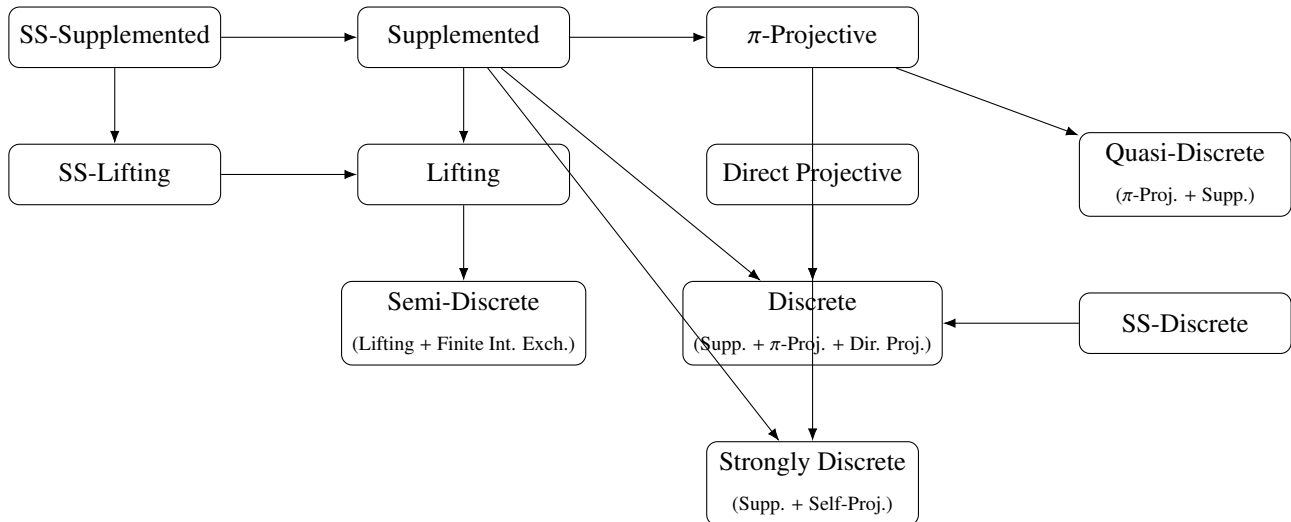 SS-Supplemented
Supplemented
π-Projective
SS-Lifting
Lifting
Direct Projective
Quasi-Discrete
(π-Proj. + Supp.)
Semi-Discrete
(Lifting + Finite Int. Exch.)
Discrete
(Supp. + π-Proj. + Dir. Proj.)
SS-Discrete
Strongly Discrete
(Supp. + Self-Proj.)